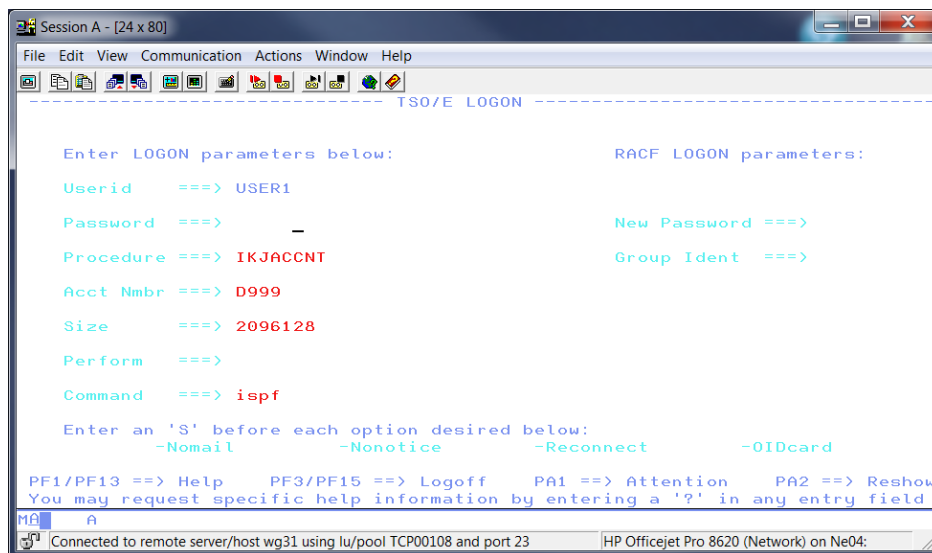 Session A - [24 x 80]
File Edit View Communication Actions Window Help
------------------------------- TSO/E LOGON -----------------------------------
Enter LOGON parameters below: RACF LOGON parameters:
Userid ===> USER1
Password ===> _ New Password ===>
Procedure ===> IKJACCNT Group Ident ===>
Acct Nmbr ===> D999
Size ===> 2096128
Perform ===>
Command ===> ispf
Enter an 'S' before each option desired below:
-Nomail -Nonotice -Reconnect -OIDcard
PF1/PF13 ==> Help PF3/PF15 ==> Logoff PA1 ==> Attention PA2 ==> Reshow
You may request specific help information by entering a '?' in any entry field
MA A
Connected to remote server/host wg31 using lu/pool TCP00108 and port 23 HP Officejet Pro 8620 (Network) on Ne04: